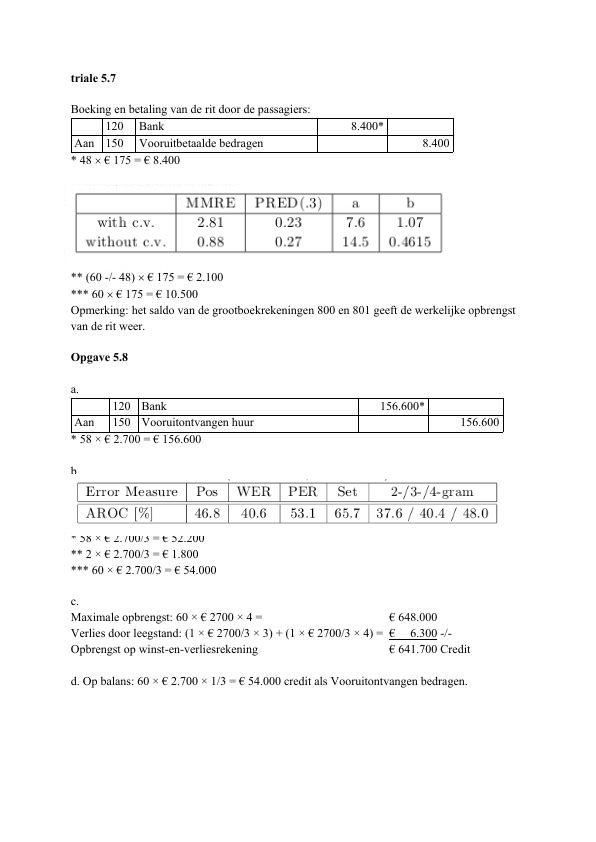 triale 5.7
Boeking en betaling van de rit door de passagiers:
120 Bank 8.400*
Aan 150 Vooruitbetaalde bedragen 8.400
* 48 × € 175 = € 8.400
MMRE PRED(.3) a b
with c.v. 2.81 0.23 7.6 1.07
without c.v. 0.88 0.27 14.5 0.4615
** (60 -/- 48) × € 175 = € 2.100
*** 60 × € 175 = € 10.500
Opmerking: het saldo van de grootboekrekeningen 800 en 801 geeft de werkelijke opbrengst
van de rit weer.
Opgave 5.8
a.
120 Bank 156.600*
Aan 150 Vooruitontvangen huur 156.600
* 58 × € 2.700 = € 156.600
b
Error Measure Pos WER PER Set 2-/3-/4-gram
AROC [%] 46.8 40.6 53.1 65.7 37.6 / 40.4 / 48.0
* 58 × € 2.700/3 = € 52.200
** 2 × € 2.700/3 = € 1.800
*** 60 × € 2.700/3 = € 54.000
c.
Maximale opbrengst: 60 × € 2700 × 4 = € 648.000
Verlies door leegstand: (1 × € 2700/3 × 3) + (1 × € 2700/3 × 4) = € 6.300 -/-
Opbrengst op winst-en-verliesrekening € 641.700 Credit
d. Op balans: 60 × € 2.700 × 1/3 = € 54.000 credit als Vooruitontvangen bedragen.